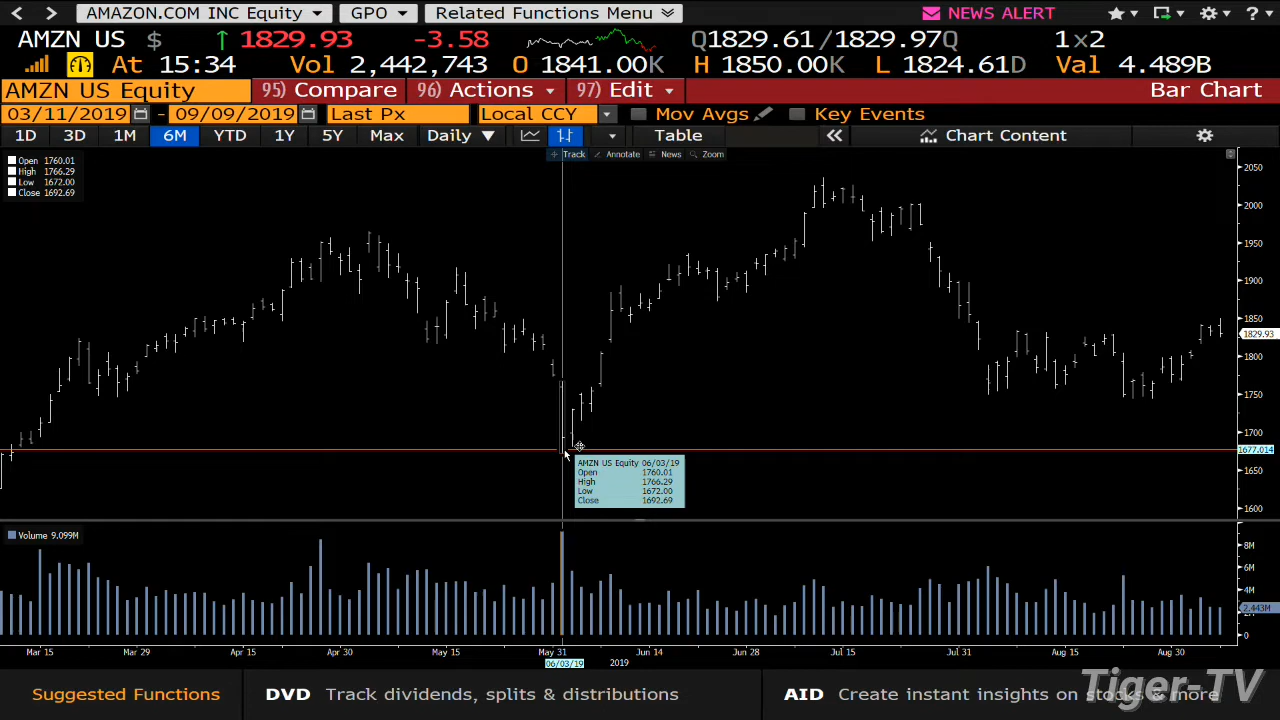 AMAZON.COM INC Equity GPO Related Functions Menu NEWS ALERT ?
AMZN US $ ↑ 1829.93 -3.58 Q1829.61/1829.97Q 1×2
At 15:34 Vol 2,442,743 O 1841.00K H 1850.00K L 1824.61D Val 4.489B
AMZN US Equity 95) Compare 96) Actions 97) Edit Bar Chart
03/11/2019 - 09/09/2019 Last Px Local CCY Mov Avgs Key Events
1D 3D 1M 6M YTD 1Y 5Y Max Daily ▼ Table « Chart Content
Track Annotate News Zoom
Open 1760.01
High 1766.29
Low 1672.00
Close 1692.69
2050
2000
1950
1900
1850
1829.93
1800
1750
1700
1677.014
1650
1600
AMZN US Equity 06/03/19
Open 1760.01
High 1766.29
Low 1672.00
Close 1692.69
Volume 9.099M
8M
6M
4M
2.443M
0
Mar 15 Mar 29 Apr 15 Apr 30 May 15 May 31 Jun 14 Jun 28 Jul 15 Jul 31 Aug 15 Aug 30
06/03/19 2019
Suggested Functions DVD Track dividends, splits & distributions AID Create instant insights on stocks & more
Tiger-TV